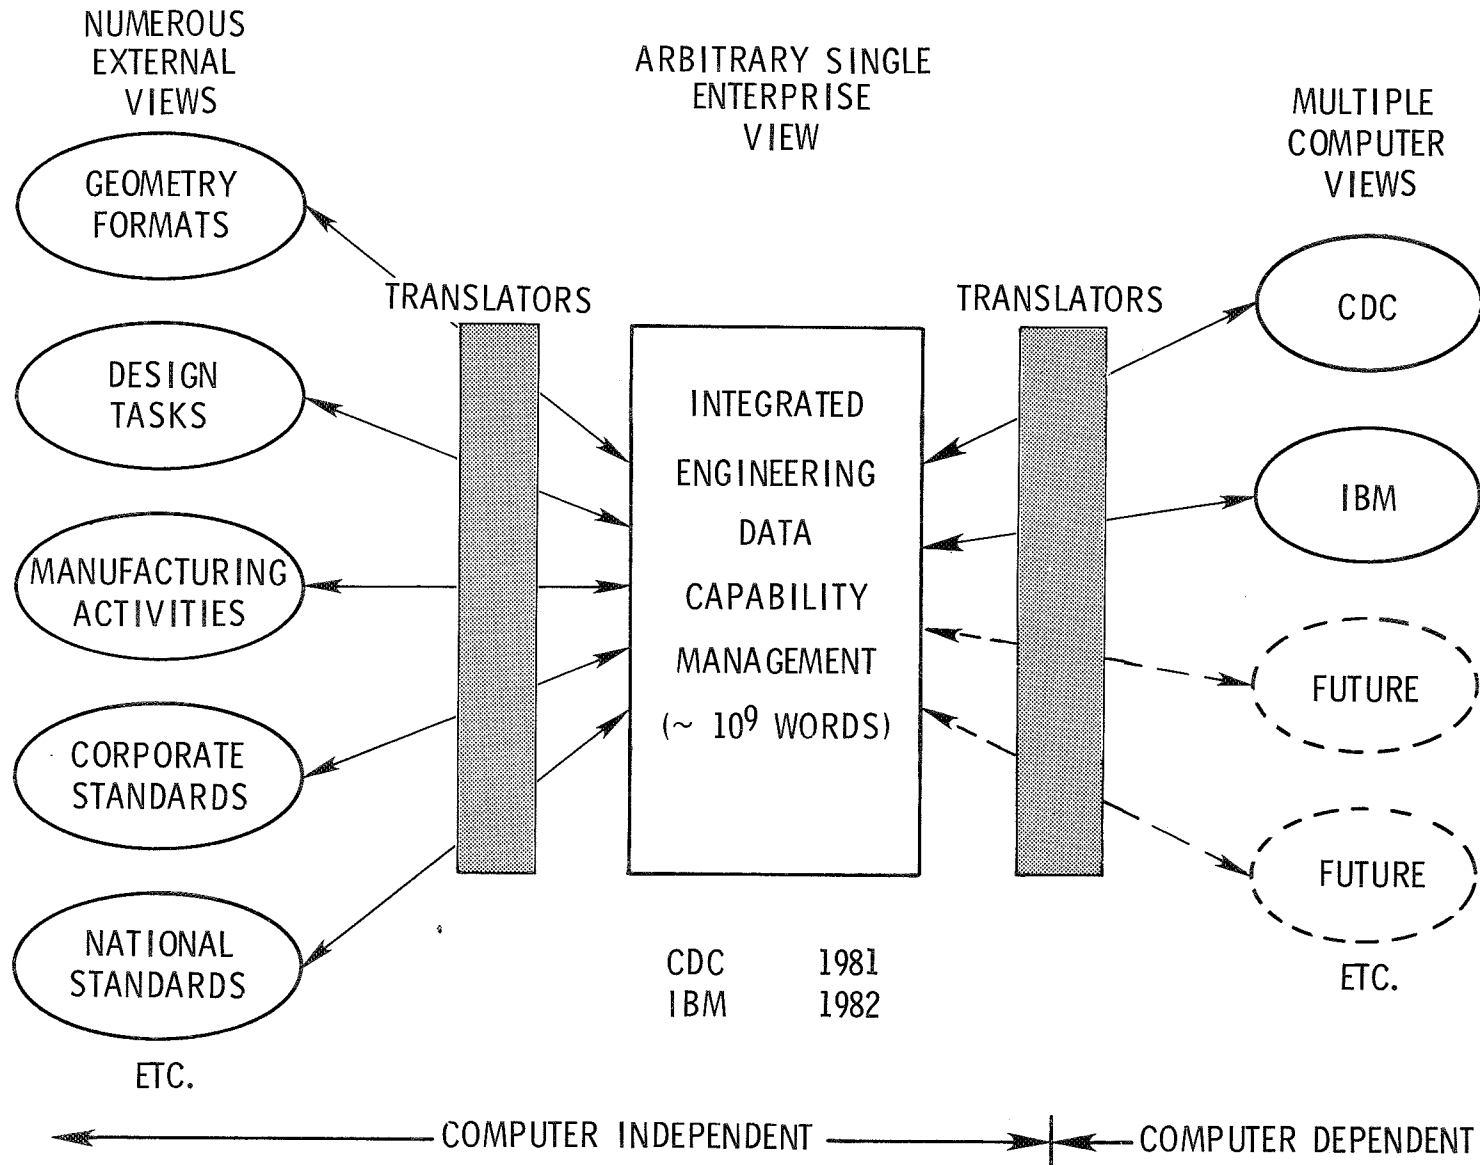 NUMEROUS
EXTERNAL
VIEWS
ARBITRARY SINGLE
ENTERPRISE
VIEW
MULTIPLE
COMPUTER
VIEWS
GEOMETRY
FORMATS
DESIGN
TASKS
MANUFACTURING
ACTIVITIES
CORPORATE
STANDARDS
NATIONAL
STANDARDS
ETC.
TRANSLATORS
INTEGRATED
ENGINEERING
DATA
CAPABILITY
MANAGEMENT
(~ 10⁹ WORDS)
CDC 1981
IBM 1982
TRANSLATORS
CDC
IBM
FUTURE
FUTURE
ETC.
COMPUTER INDEPENDENT
COMPUTER DEPENDENT